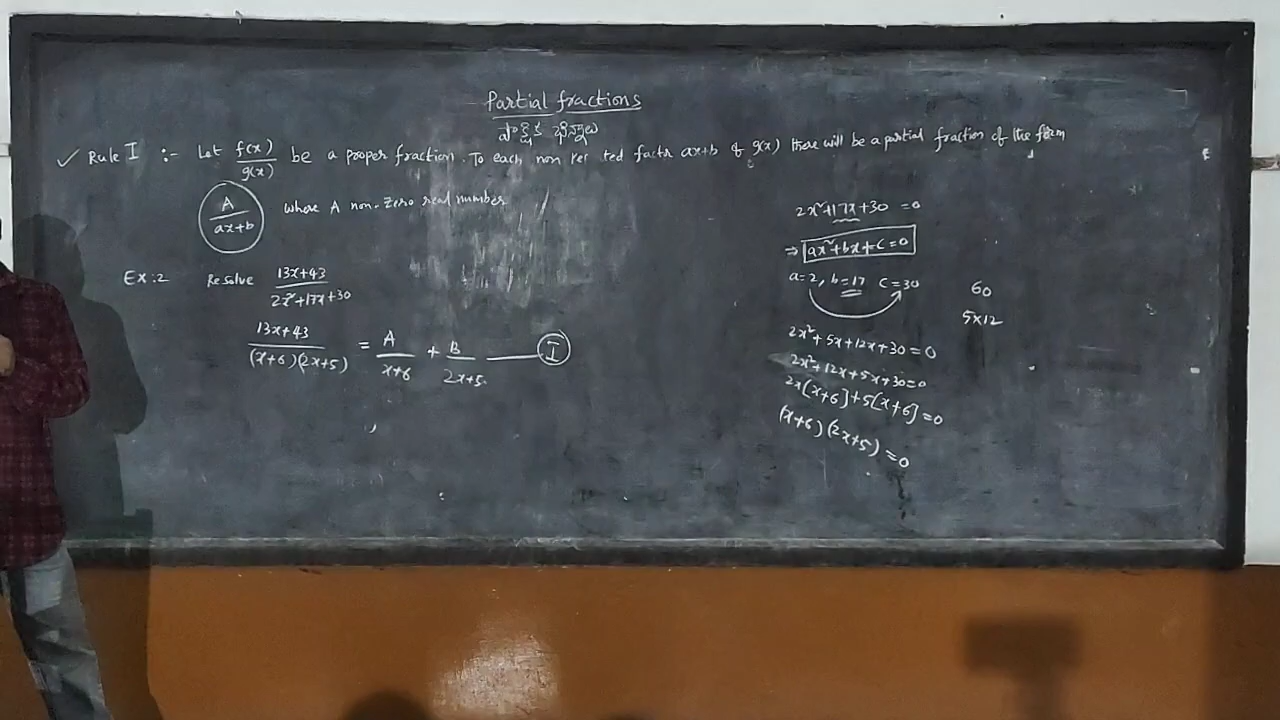 Partial fractions
✓ Rule I :- Let f(x)/g(x) be a proper fraction. To each non ted factor ax+b of g(x) there will be a partial fraction of the form
A/(ax+b) where A non-zero real number
Ex:2 Resolve (13x+43)/(2x²+17x+30)
(13x+43)/((x+6)(2x+5)) = A/(x+6) + B/(2x+5) —— I
2x²+17x+30 =0
⇒ ax²+bx+c=0
a=2, b=17 c=30
60
5x12
2x²+5x+12x+30=0
2x²+12x+5x+30=0
2x[x+6]+5[x+6]=0
(x+6)(2x+5)=0